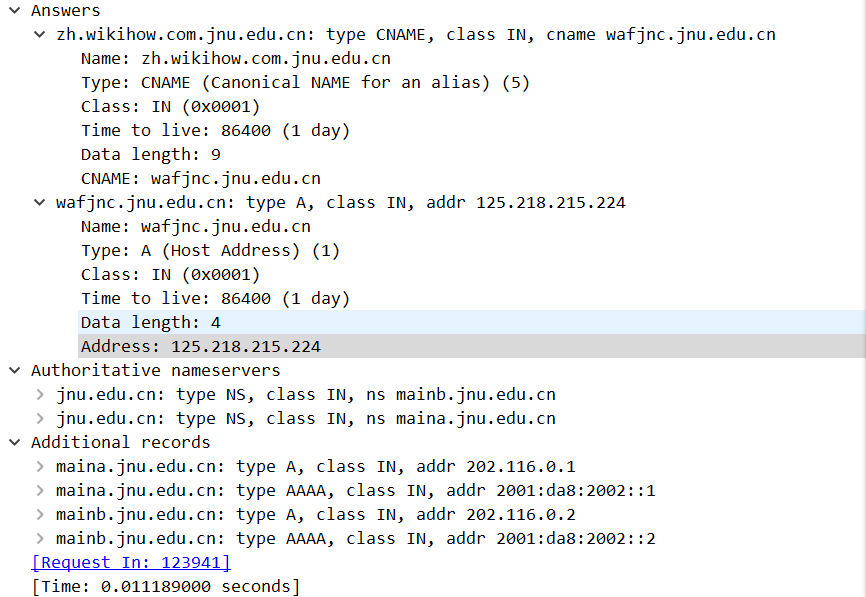 Answers
zh.wikihow.com.jnu.edu.cn: type CNAME, class IN, cname wafjnc.jnu.edu.cn
Name: zh.wikihow.com.jnu.edu.cn
Type: CNAME (Canonical NAME for an alias) (5)
Class: IN (0x0001)
Time to live: 86400 (1 day)
Data length: 9
CNAME: wafjnc.jnu.edu.cn
wafjnc.jnu.edu.cn: type A, class IN, addr 125.218.215.224
Name: wafjnc.jnu.edu.cn
Type: A (Host Address) (1)
Class: IN (0x0001)
Time to live: 86400 (1 day)
Data length: 4
Address: 125.218.215.224
Authoritative nameservers
jnu.edu.cn: type NS, class IN, ns mainb.jnu.edu.cn
jnu.edu.cn: type NS, class IN, ns maina.jnu.edu.cn
Additional records
maina.jnu.edu.cn: type A, class IN, addr 202.116.0.1
maina.jnu.edu.cn: type AAAA, class IN, addr 2001:da8:2002::1
mainb.jnu.edu.cn: type A, class IN, addr 202.116.0.2
mainb.jnu.edu.cn: type AAAA, class IN, addr 2001:da8:2002::2
[Request In: 123941]
[Time: 0.011189000 seconds]